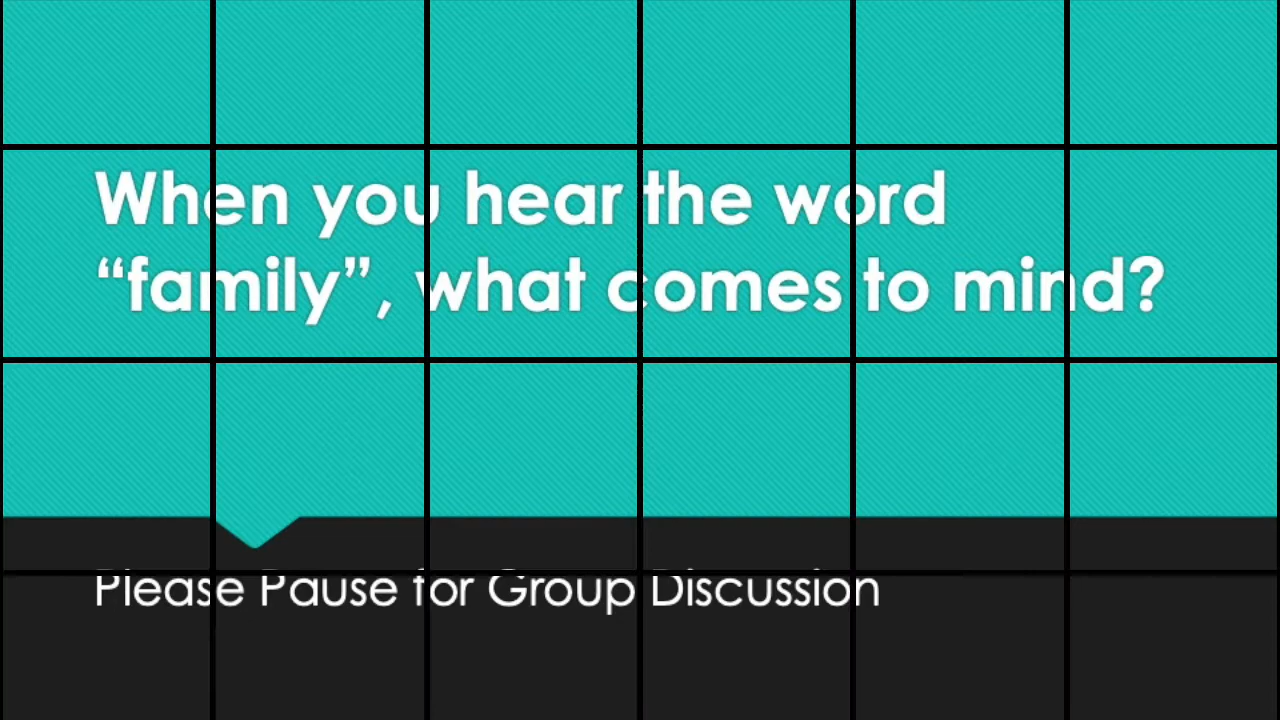 When you hear the word
“family”, what comes to mind?
Please Pause for Group Discussion